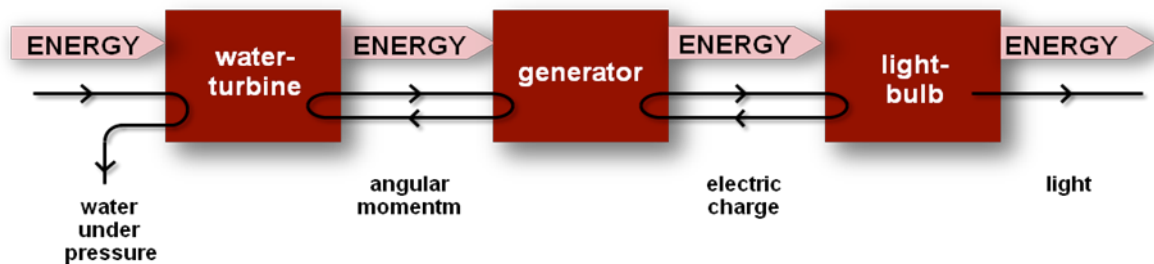 ENERGY
water-
turbine
ENERGY
generator
ENERGY
light-
bulb
ENERGY
water
under
pressure
angular
momentm
electric
charge
light